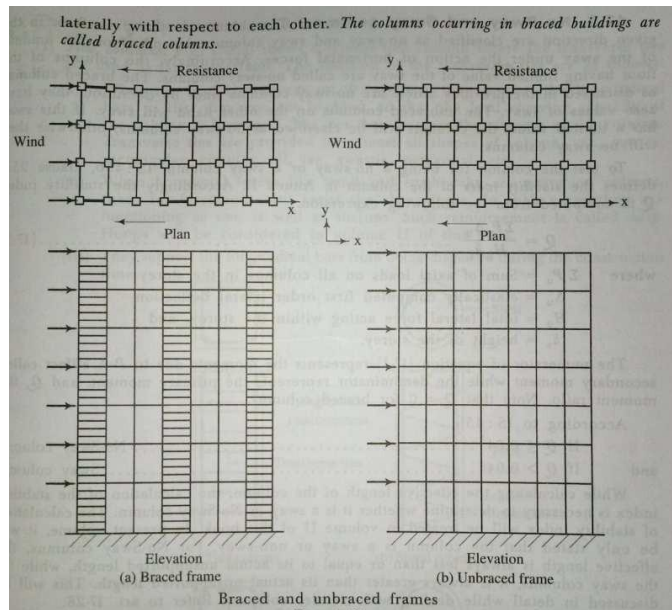 laterally with respect to each other. The columns occurring in braced buildings are
called braced columns.
y Resistance
y Resistance
Wind
Wind
x
x
Plan
y
x
Plan
Elevation
(a) Braced frame
Elevation
(b) Unbraced frame
Braced and unbraced frames